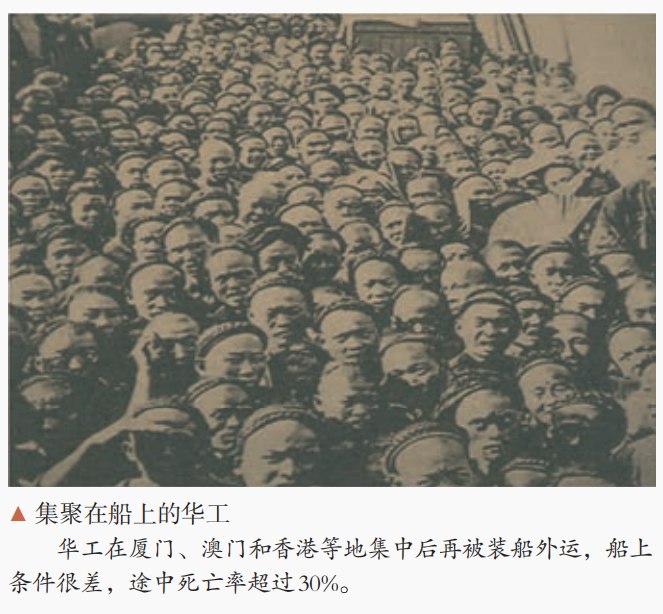 ▲ 集聚在船上的华工
华工在厦门、澳门和香港等地集中后再被装船外运，船上
条件很差，途中死亡率超过30%。